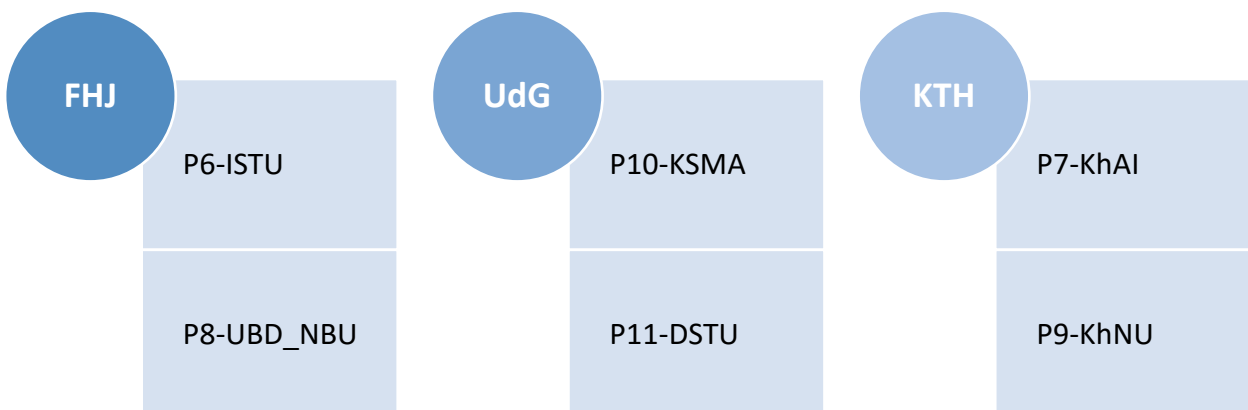 FHJ
P6-ISTU
P8-UBD_NBU
UdG
P10-KSMA
P11-DSTU
KTH
P7-KhAI
P9-KhNU